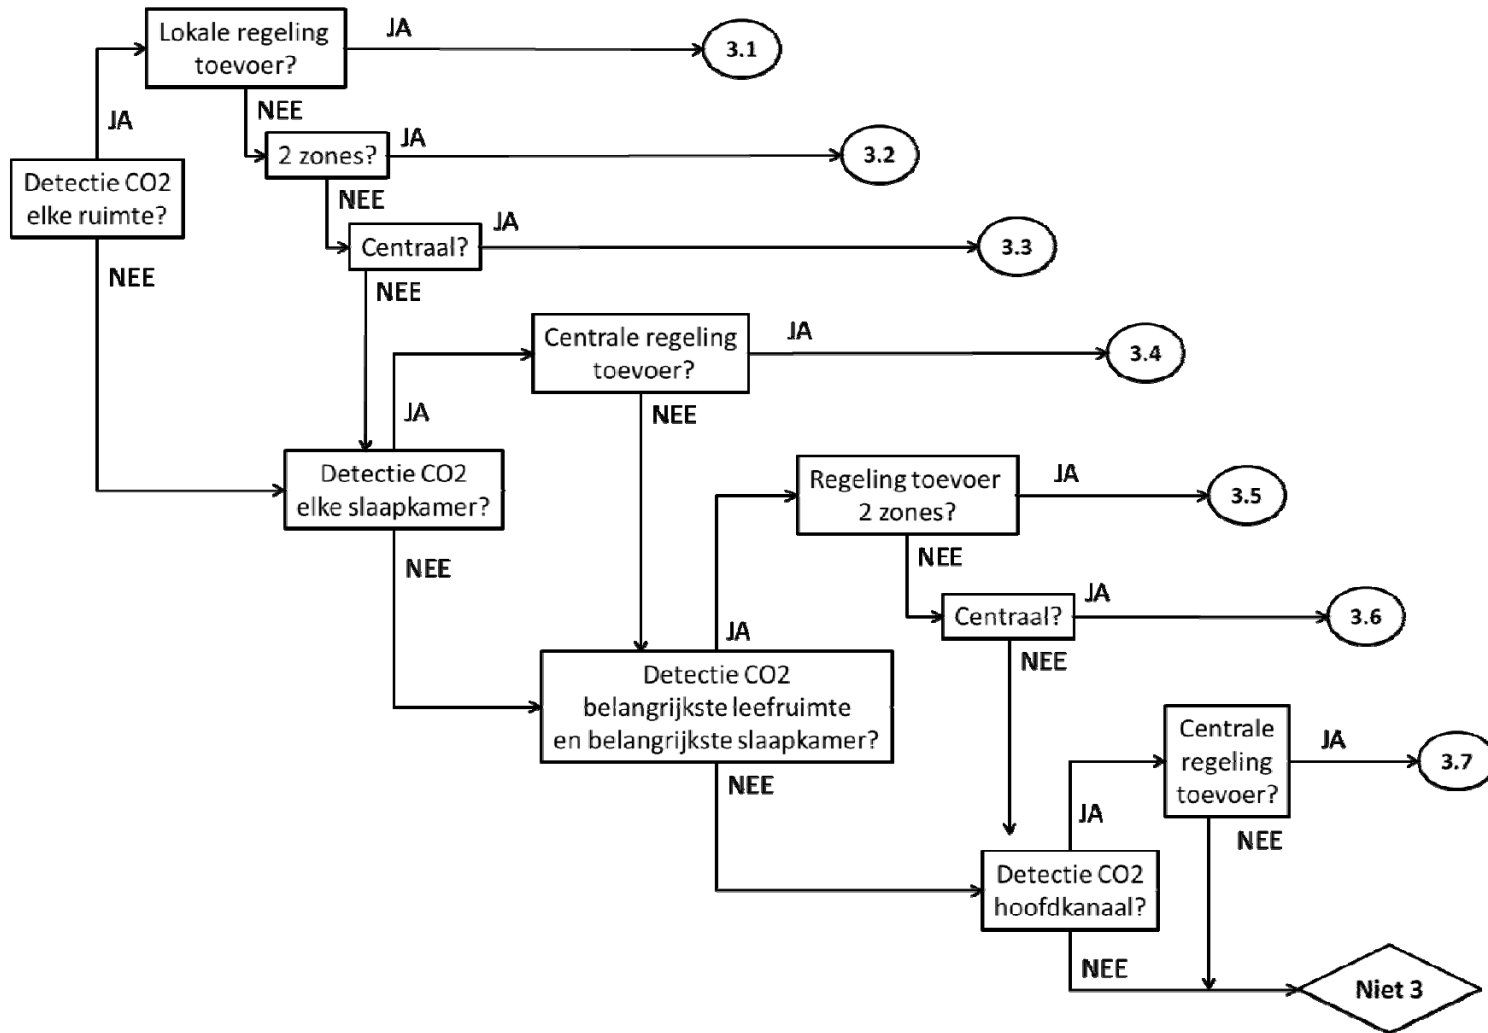 Lokale regeling
toevoer?
JA
3.1
NEE
JA
2 zones?
JA
3.2
Detectie CO2
elke ruimte?
NEE
Centraal?
JA
3.3
NEE
NEE
Centrale regeling
toevoer?
JA
3.4
JA
NEE
Detectie CO2
elke slaapkamer?
Regeling toevoer
2 zones?
JA
3.5
NEE
NEE
Centraal?
JA
3.6
JA
NEE
Detectie CO2
belangrijkste leefruimte
en belangrijkste slaapkamer?
Centrale
regeling
toevoer?
JA
3.7
NEE
JA
NEE
Detectie CO2
hoofdkanaal?
NEE
Niet 3